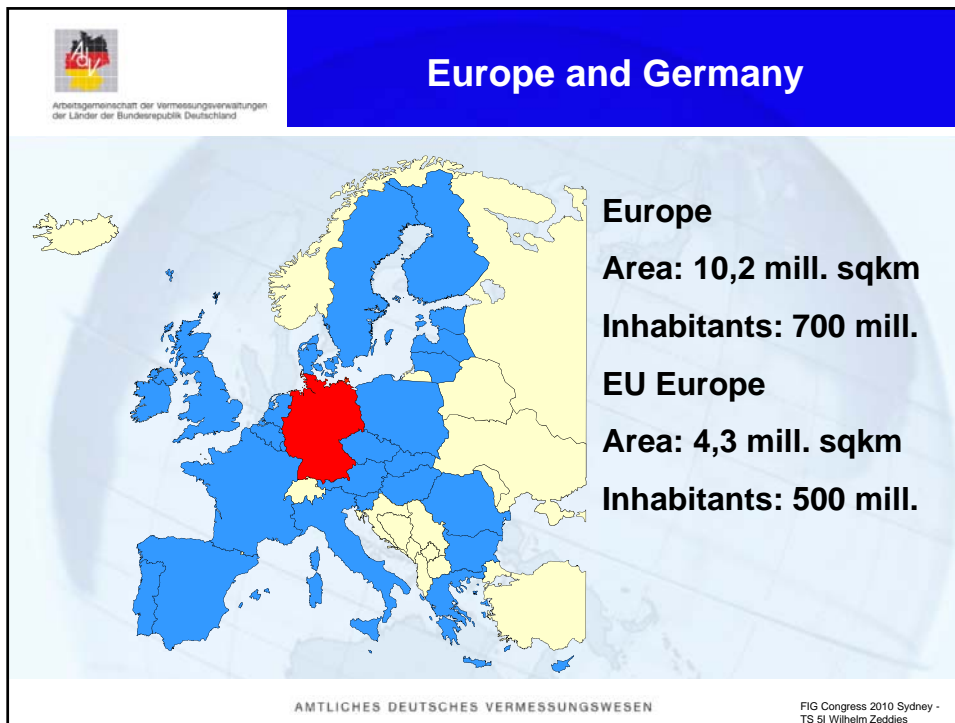 AdV
Arbeitsgemeinschaft der Vermessungsverwaltungen
der Länder der Bundesrepublik Deutschland
Europe and Germany
Europe
Area: 10,2 mill. sqkm
Inhabitants: 700 mill.
EU Europe
Area: 4,3 mill. sqkm
Inhabitants: 500 mill.
AMTLICHES DEUTSCHES VERMESSUNGSWESEN
FIG Congress 2010 Sydney -
TS 5I Wilhelm Zeddies